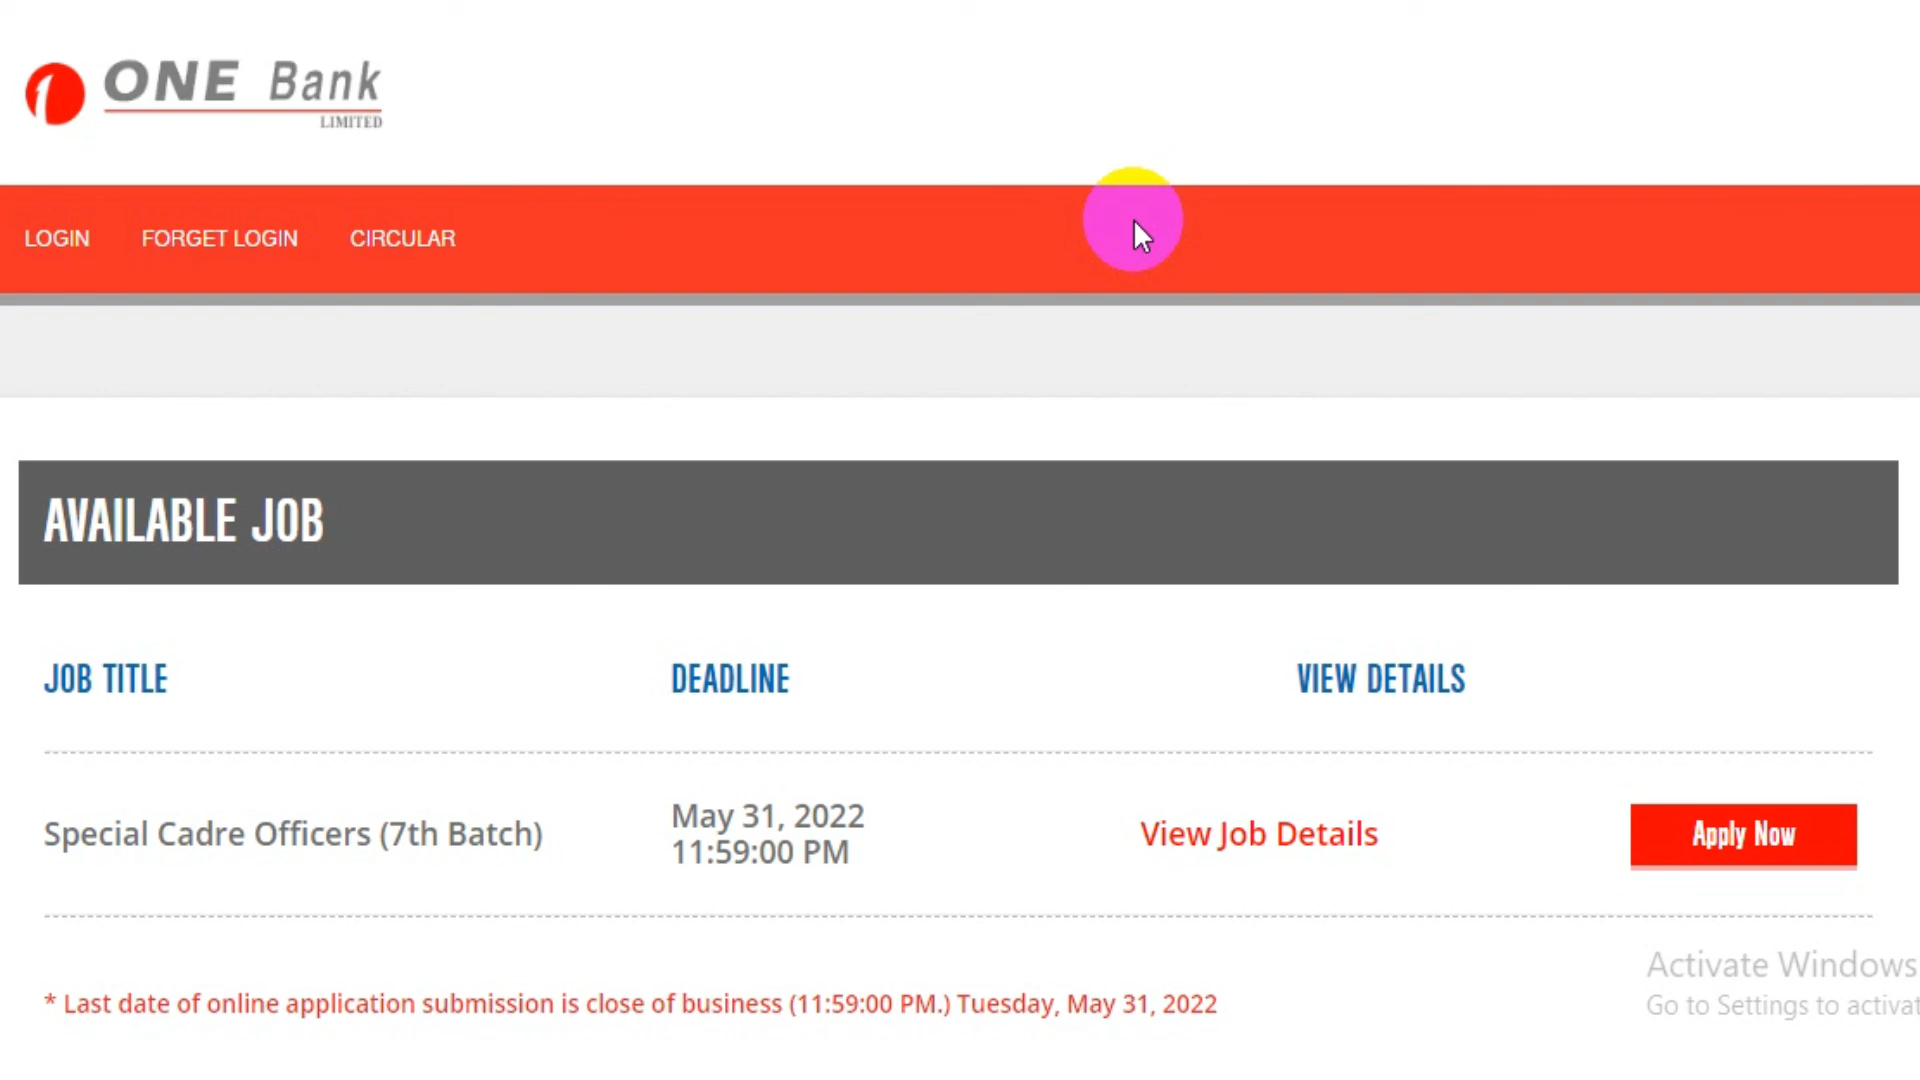 ONE Bank
LIMITED
LOGIN FORGET LOGIN CIRCULAR
AVAILABLE JOB
JOB TITLE DEADLINE VIEW DETAILS
Special Cadre Officers (7th Batch) May 31, 2022 11:59:00 PM View Job Details Apply Now
* Last date of online application submission is close of business (11:59:00 PM.) Tuesday, May 31, 2022
Activate Windows
Go to Settings to activat